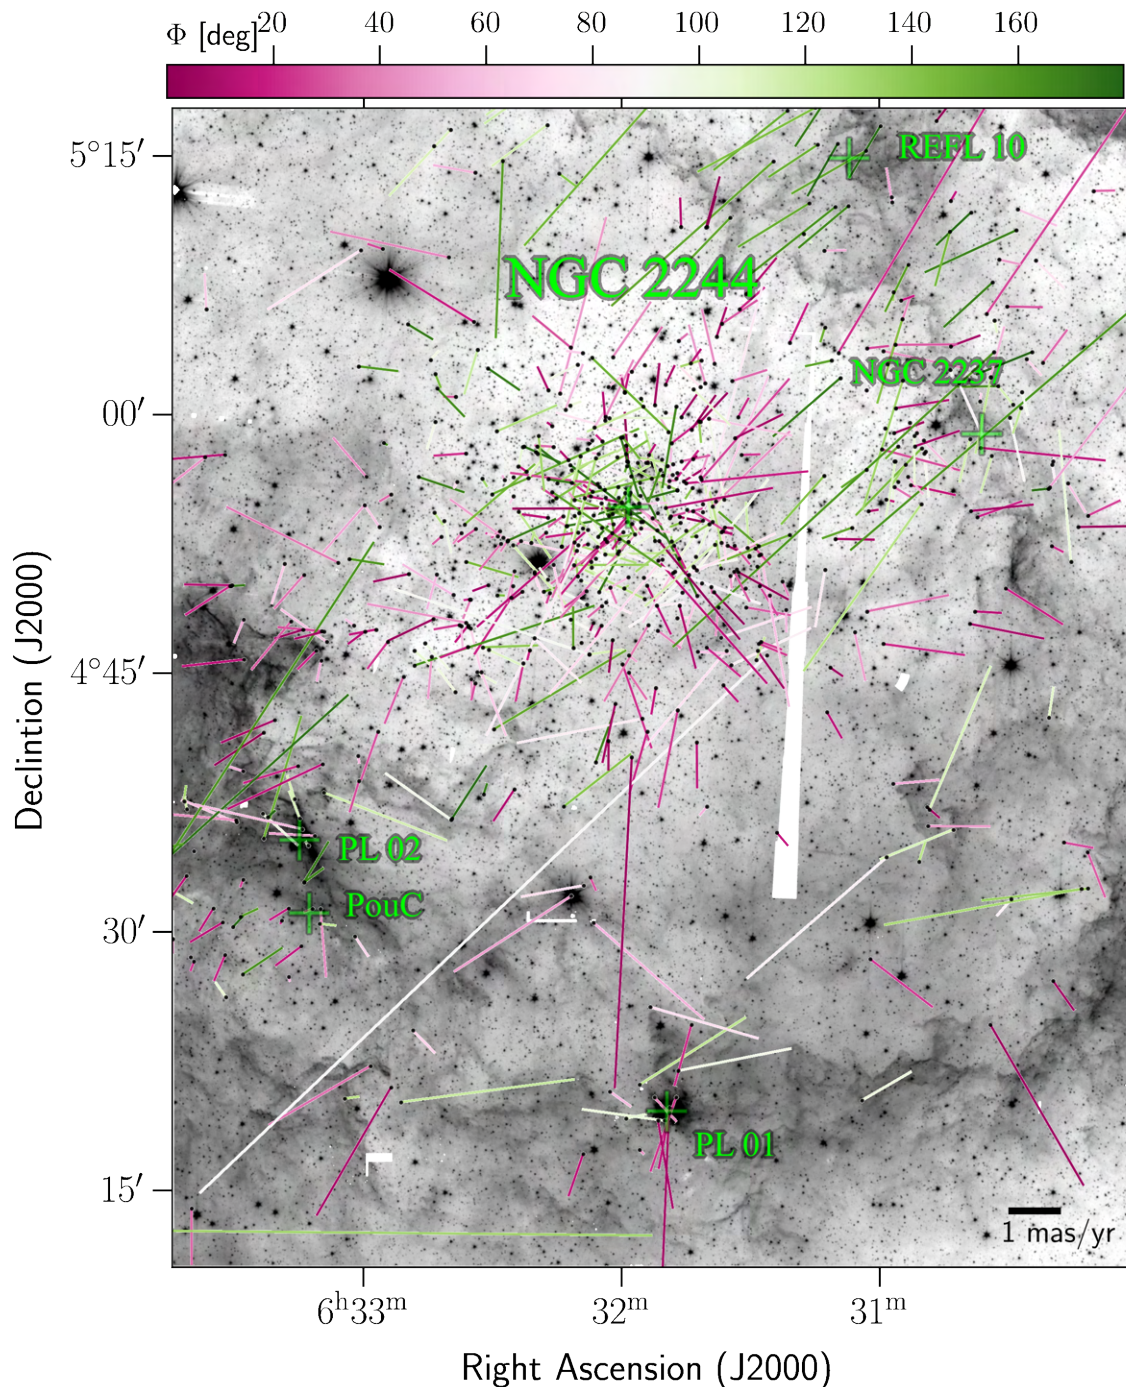 Φ [deg] 20 40 60 80 100 120 140 160
REFL 10
5°15′
NGC 2244
NGC 2237
00′
4°45′
Declintion (J2000)
PL 02
PouC
30′
PL 01
15′
1 mas/yr
6h33m 32m 31m
Right Ascension (J2000)